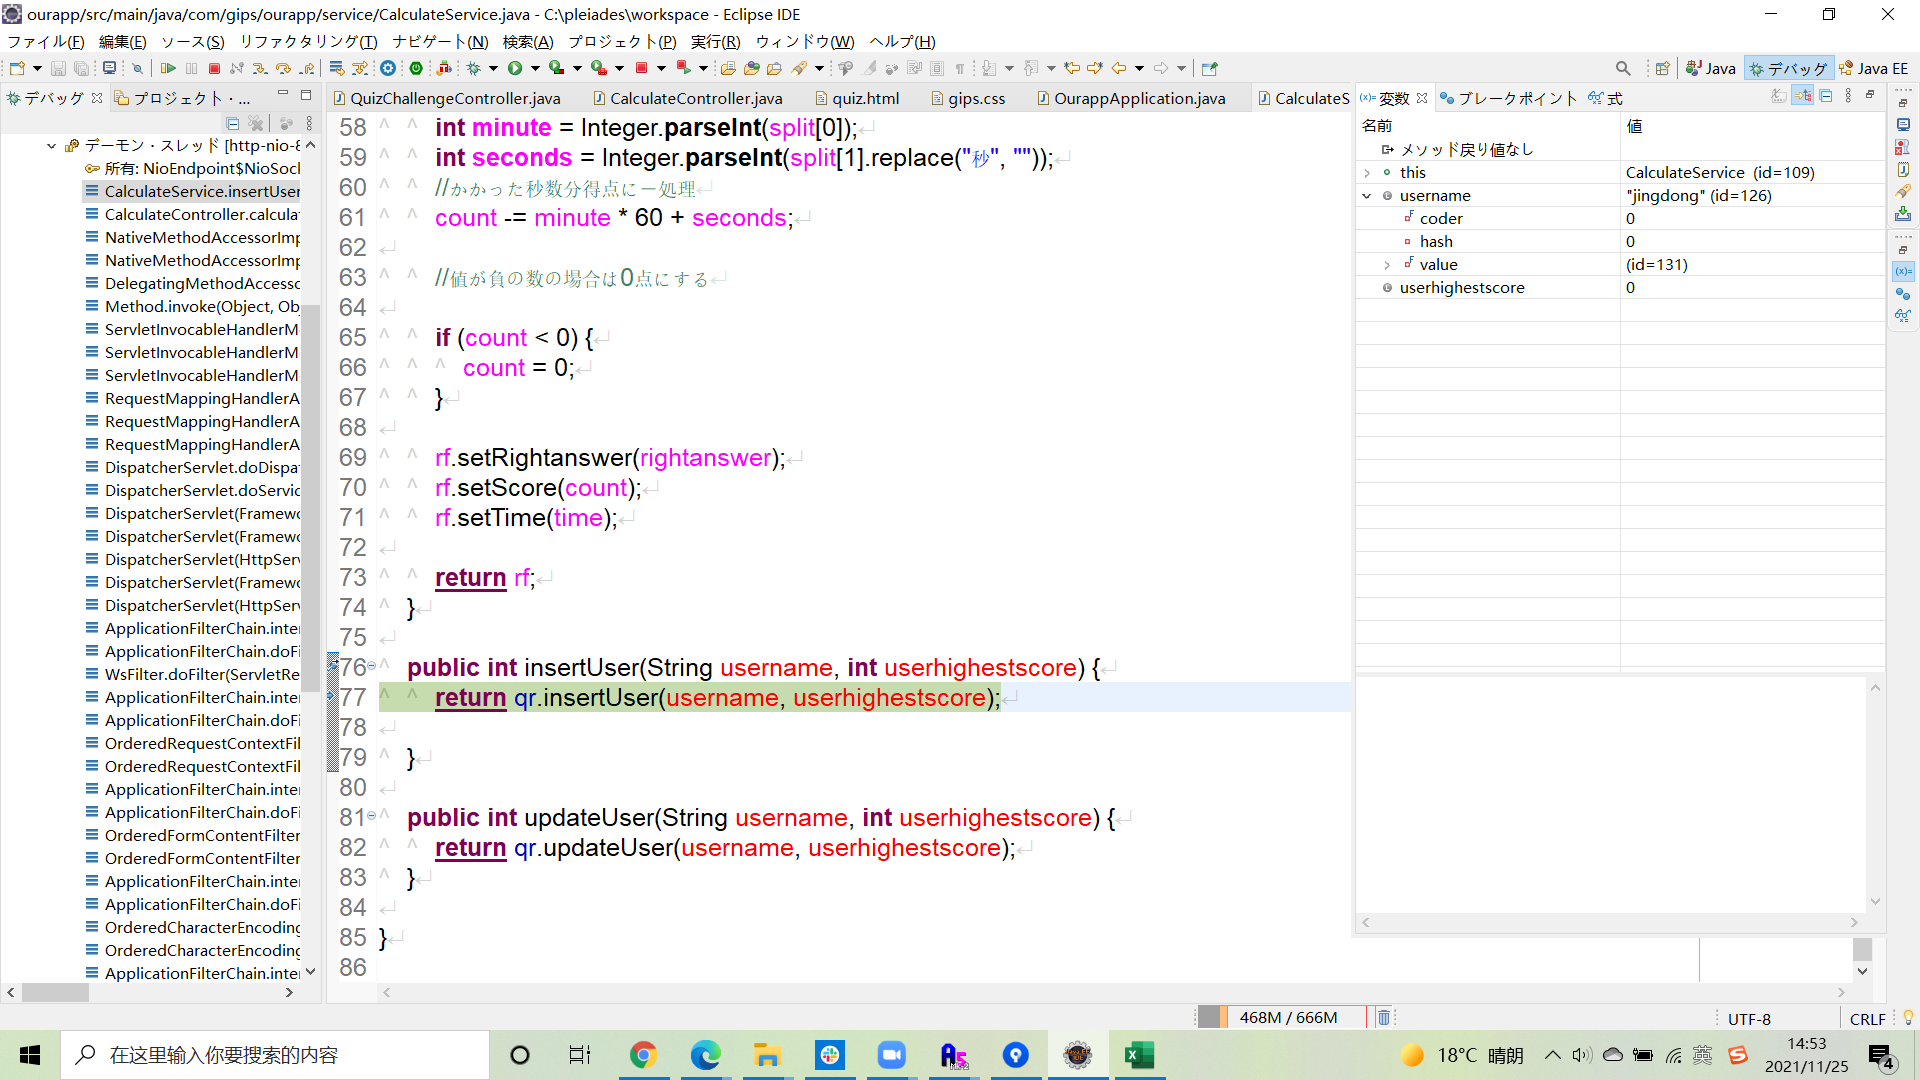 ourapp/src/main/java/com/gips/ourapp/service/CalculateService.java - C:\pleiades\workspace - Eclipse IDE
ファイル(F) 編集(E) ソース(S) リファクタリング(T) ナビゲート(N) 検索(A) プロジェクト(P) 実行(R) ウィンドウ(W) ヘルプ(H)
Java デバッグ Java EE
デバッグ プロジェクト・...
QuizChallengeController.java CalculateController.java quiz.html gips.css OurappApplication.java CalculateS
変数 ブレークポイント 式
デーモン・スレッド [http-nio-8
所有: NioEndpoint$NioSock
CalculateService.insertUser
CalculateController.calculat
NativeMethodAccessorImp
NativeMethodAccessorImp
DelegatingMethodAccessc
Method.invoke(Object, Ob
ServletInvocableHandlerM
ServletInvocableHandlerM
ServletInvocableHandlerM
RequestMappingHandlerA
RequestMappingHandlerA
RequestMappingHandlerA
DispatcherServlet.doDispat
DispatcherServlet.doServic
DispatcherServlet(Framewc
DispatcherServlet(Framewc
DispatcherServlet(HttpServ
DispatcherServlet(Framewc
DispatcherServlet(HttpServ
ApplicationFilterChain.inter
ApplicationFilterChain.doFi
WsFilter.doFilter(ServletRe
ApplicationFilterChain.inter
ApplicationFilterChain.doFi
OrderedRequestContextFil
OrderedRequestContextFil
ApplicationFilterChain.inter
ApplicationFilterChain.doFi
OrderedFormContentFilter
OrderedFormContentFilter
ApplicationFilterChain.inter
ApplicationFilterChain.doFi
OrderedCharacterEncoding
OrderedCharacterEncoding
ApplicationFilterChain.inter
58 int minute = Integer.parseInt(split[0]);
59 int seconds = Integer.parseInt(split[1].replace("秒", ""));
60 //かかった秒数分得点に－処理
61 count -= minute * 60 + seconds;
62
63 //値が負の数の場合は0点にする
64
65 if (count < 0) {
66 count = 0;
67 }
68
69 rf.setRightanswer(rightanswer);
70 rf.setScore(count);
71 rf.setTime(time);
72
73 return rf;
74 }
75
76 public int insertUser(String username, int userhighestscore) {
77 return qr.insertUser(username, userhighestscore);
78
79 }
80
81 public int updateUser(String username, int userhighestscore) {
82 return qr.updateUser(username, userhighestscore);
83 }
84
85 }
86
名前 値
メソッド戻り値なし
this CalculateService (id=109)
username "jingdong" (id=126)
coder 0
hash 0
value (id=131)
userhighestscore 0
468M / 666M UTF-8 CRLF
在这里输入你要搜索的内容
18°C 晴朗 英 14:53
2021/11/25
4